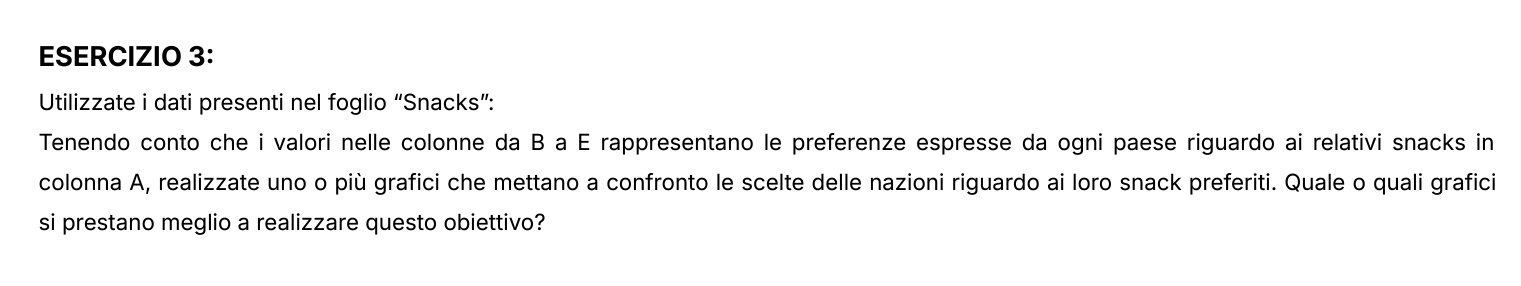 ESERCIZIO 3:
Utilizzate i dati presenti nel foglio “Snacks”:
Tenendo conto che i valori nelle colonne da B a E rappresentano le preferenze espresse da ogni paese riguardo ai relativi snacks in
colonna A, realizzate uno o più grafici che mettano a confronto le scelte delle nazioni riguardo ai loro snack preferiti. Quale o quali grafici
si prestano meglio a realizzare questo obiettivo?